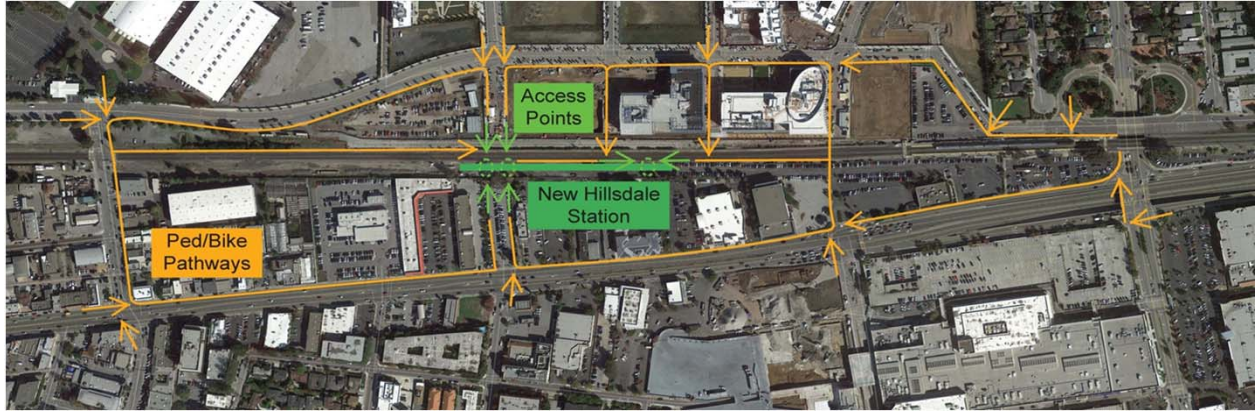 Access
Points
New Hillsdale
Station
Ped/Bike
Pathways